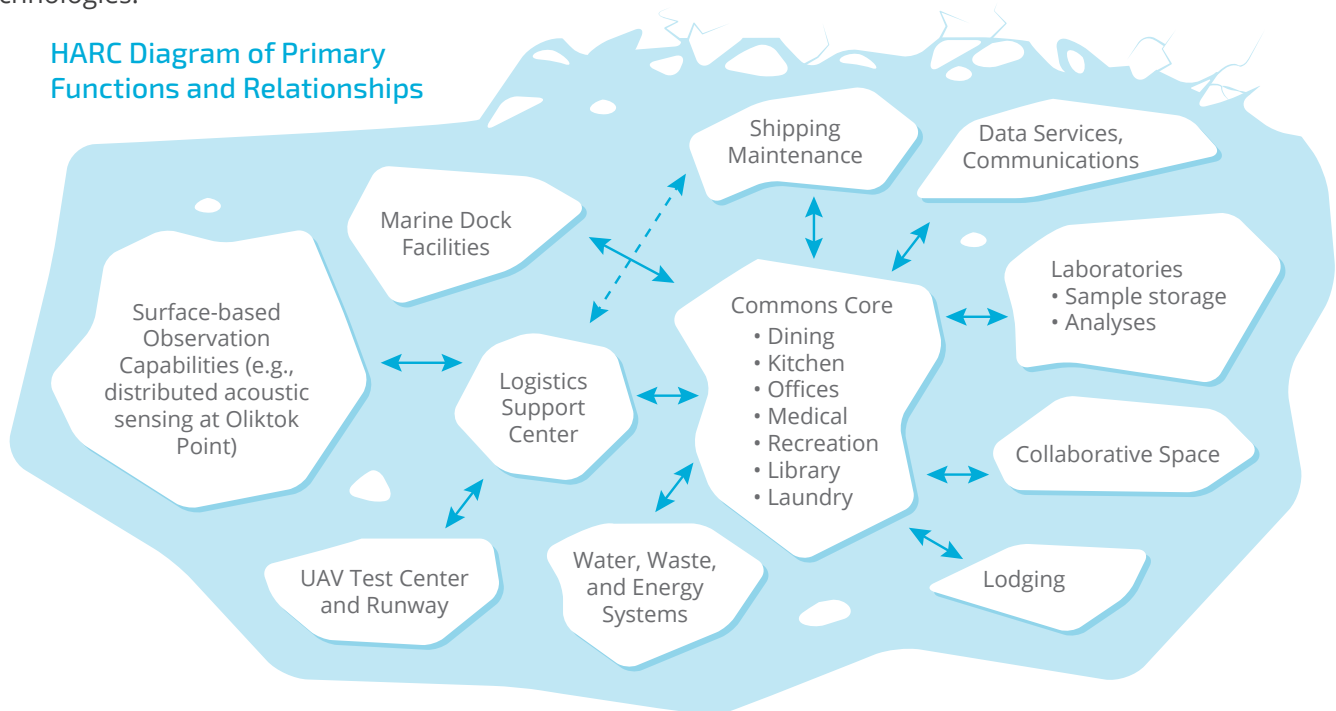 HARC Diagram of Primary
Functions and Relationships
Shipping
Maintenance
Data Services,
Communications
Marine Dock
Facilities
Laboratories
• Sample storage
• Analyses
Surface-based
Observation
Capabilities (e.g.,
distributed acoustic
sensing at Oliktok
Point)
Commons Core
• Dining
• Kitchen
• Offices
• Medical
• Recreation
• Library
• Laundry
Logistics
Support
Center
Collaborative Space
UAV Test Center
and Runway
Water, Waste,
and Energy
Systems
Lodging